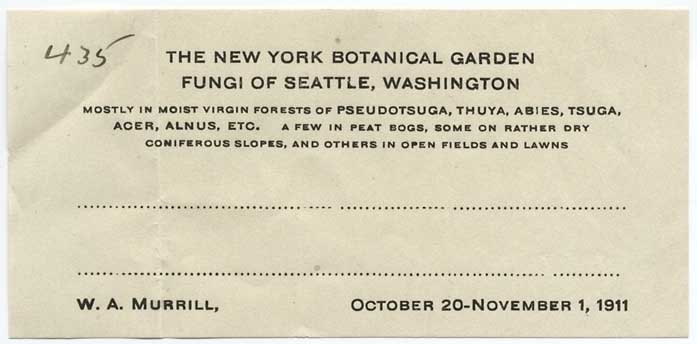 435
THE NEW YORK BOTANICAL GARDEN
FUNGI OF SEATTLE, WASHINGTON
MOSTLY IN MOIST VIRGIN FORESTS OF PSEUDOTSUGA, THUYA, ABIES, TSUGA,
ACER, ALNUS, ETC. A FEW IN PEAT BOGS, SOME ON RATHER DRY
CONIFEROUS SLOPES, AND OTHERS IN OPEN FIELDS AND LAWNS
W. A. MURRILL, OCTOBER 20-NOVEMBER 1, 1911